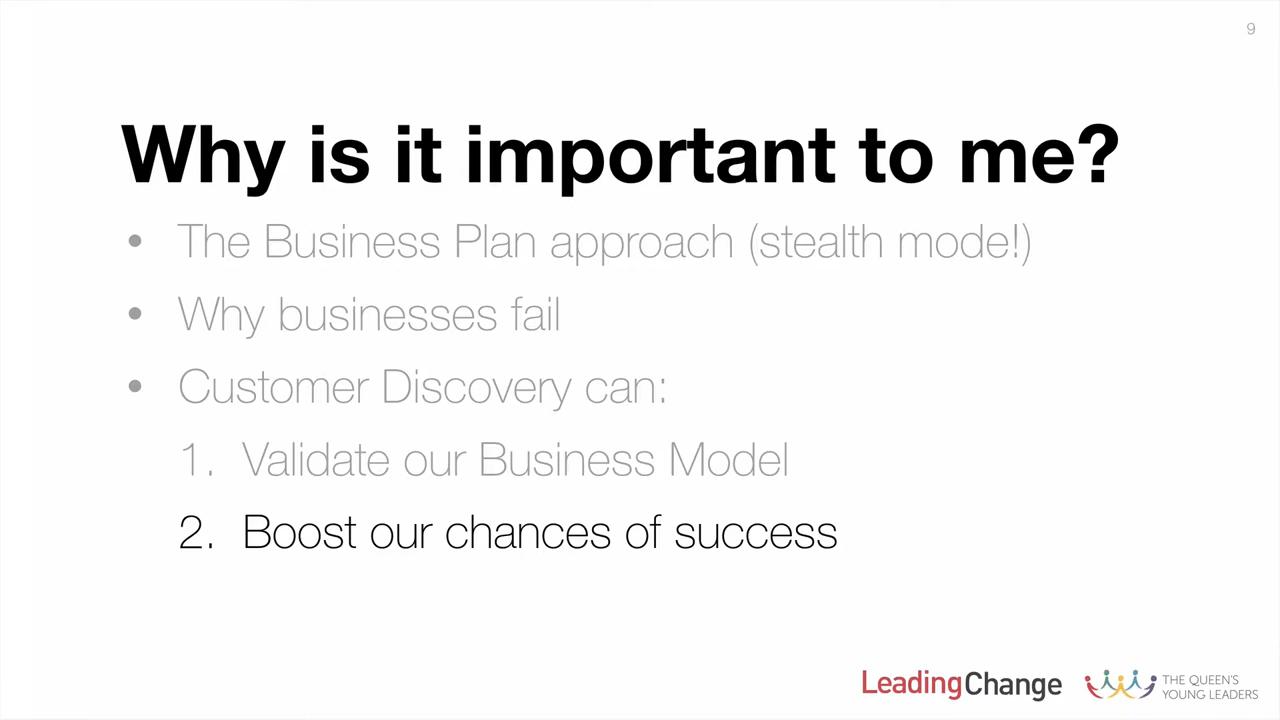 9
Why is it important to me?
• The Business Plan approach (stealth mode!)
• Why businesses fail
• Customer Discovery can:
1. Validate our Business Model
2. Boost our chances of success
LeadingChange
THE QUEEN'S
YOUNG LEADERS